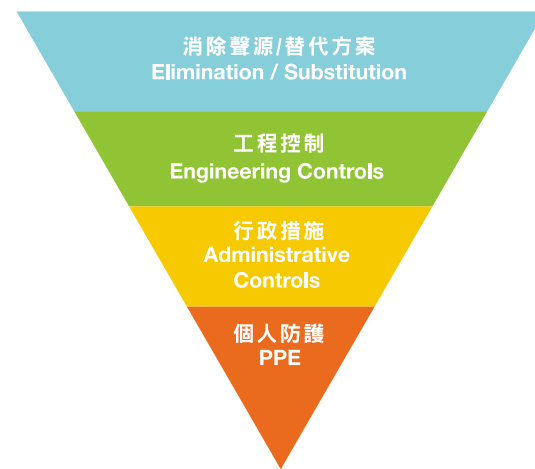 消除聲源/替代方案
Elimination / Substitution
工程控制
Engineering Controls
行政措施
Administrative
Controls
個人防護
PPE